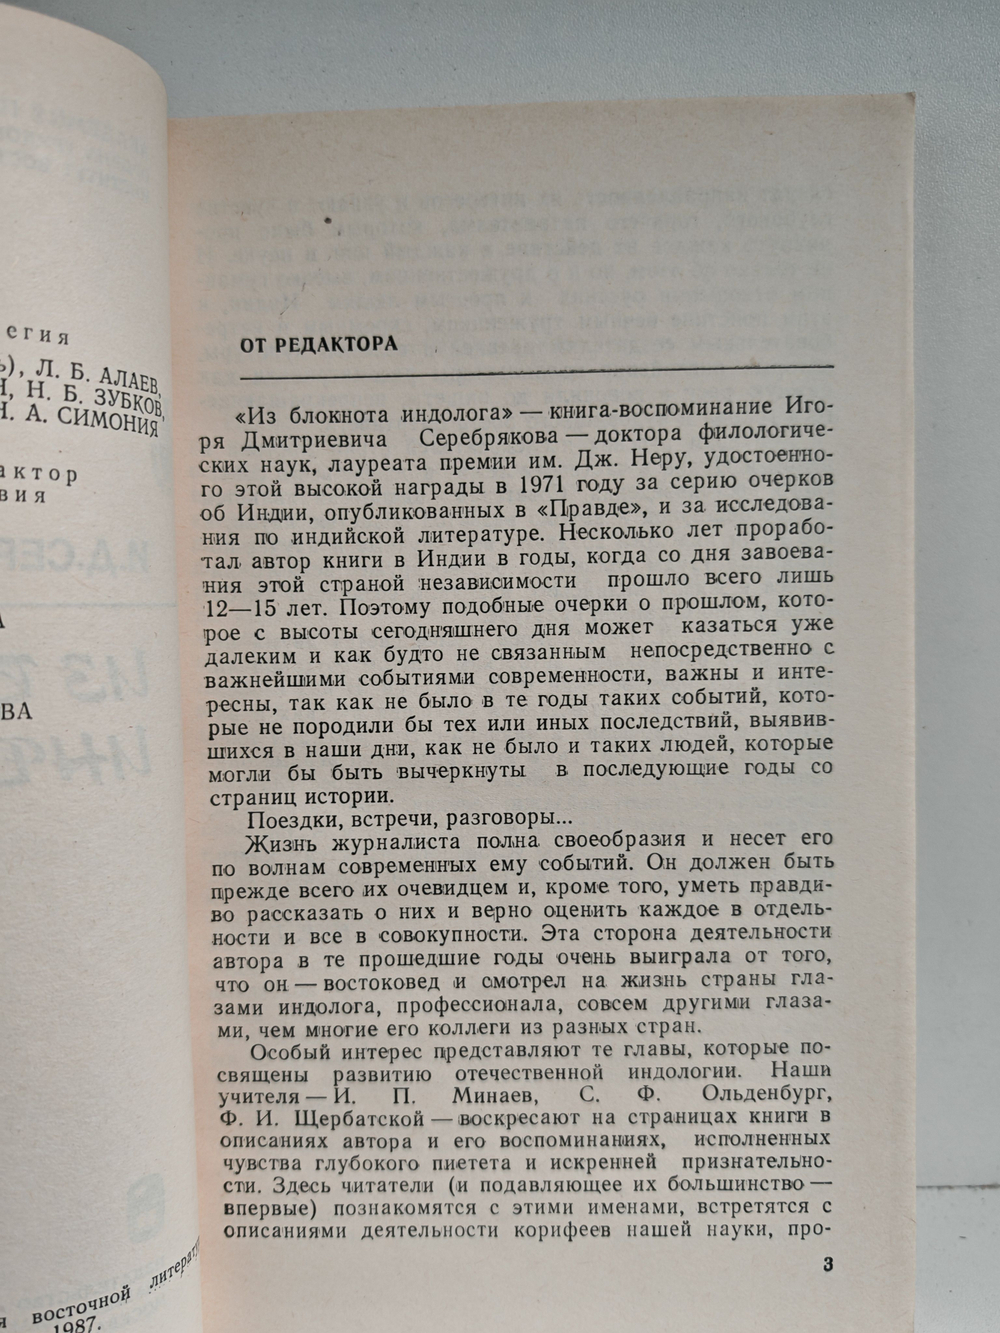 егия
Л. Б. АЛАЕВ,
Н. Б. ЗУБКОВ,
Н. А. СИМОНИЯ
восточной литерат
1987.
ОТ РЕДАКТОРА
«Из блокнота индолога» — книга-воспоминание Иго-
ря Дмитриевича Серебрякова — доктора филологиче-
ских наук, лауреата премии им. Дж. Неру, удостоенно-
го этой высокой награды в 1971 году за серию очерков
об Индии, опубликованных в «Правде», и за исследова-
ния по индийской литературе. Несколько лет прорабо-
тал автор книги в Индии в годы, когда со дня завоева-
ния этой страной независимости прошло всего лишь
12—15 лет. Поэтому подобные очерки о прошлом, кото-
рое с высоты сегодняшнего дня может казаться уже
далеким и как будто не связанным непосредственно с
важнейшими событиями современности, важны и инте-
ресны, так как не было в те годы таких событий, кото-
рые не породили бы тех или иных последствий, выявив-
шихся в наши дни, как не было и таких людей, которые
могли бы быть вычеркнуты в последующие годы со
страниц истории.
Поездки, встречи, разговоры...
Жизнь журналиста полна своеобразия и несет его
по волнам современных ему событий. Он должен быть
прежде всего их очевидцем и, кроме того, уметь правди-
во рассказать о них и верно оценить каждое в отдель-
ности и все в совокупности. Эта сторона деятельности
автора в те прошедшие годы очень выиграла от того,
что он — востоковед и смотрел на жизнь страны гла-
зами индолога, профессионала, совсем другими глаза-
ми, чем многие его коллеги из разных стран.
Особый интерес представляют те главы, которые по-
священы развитию отечественной индологии. Наши
учителя — И. П. Минаев, С. Ф. Ольденбург,
Ф. И. Щербатской — воскресают на страницах книги в
описаниях автора и его воспоминаниях, исполненных
чувства глубокого пиетета и искренней признательно-
сти. Здесь читатели (и подавляющее их большинство —
впервые) познакомятся с этими именами, встретятся с
описаниями деятельности корифеев нашей науки, про-
3